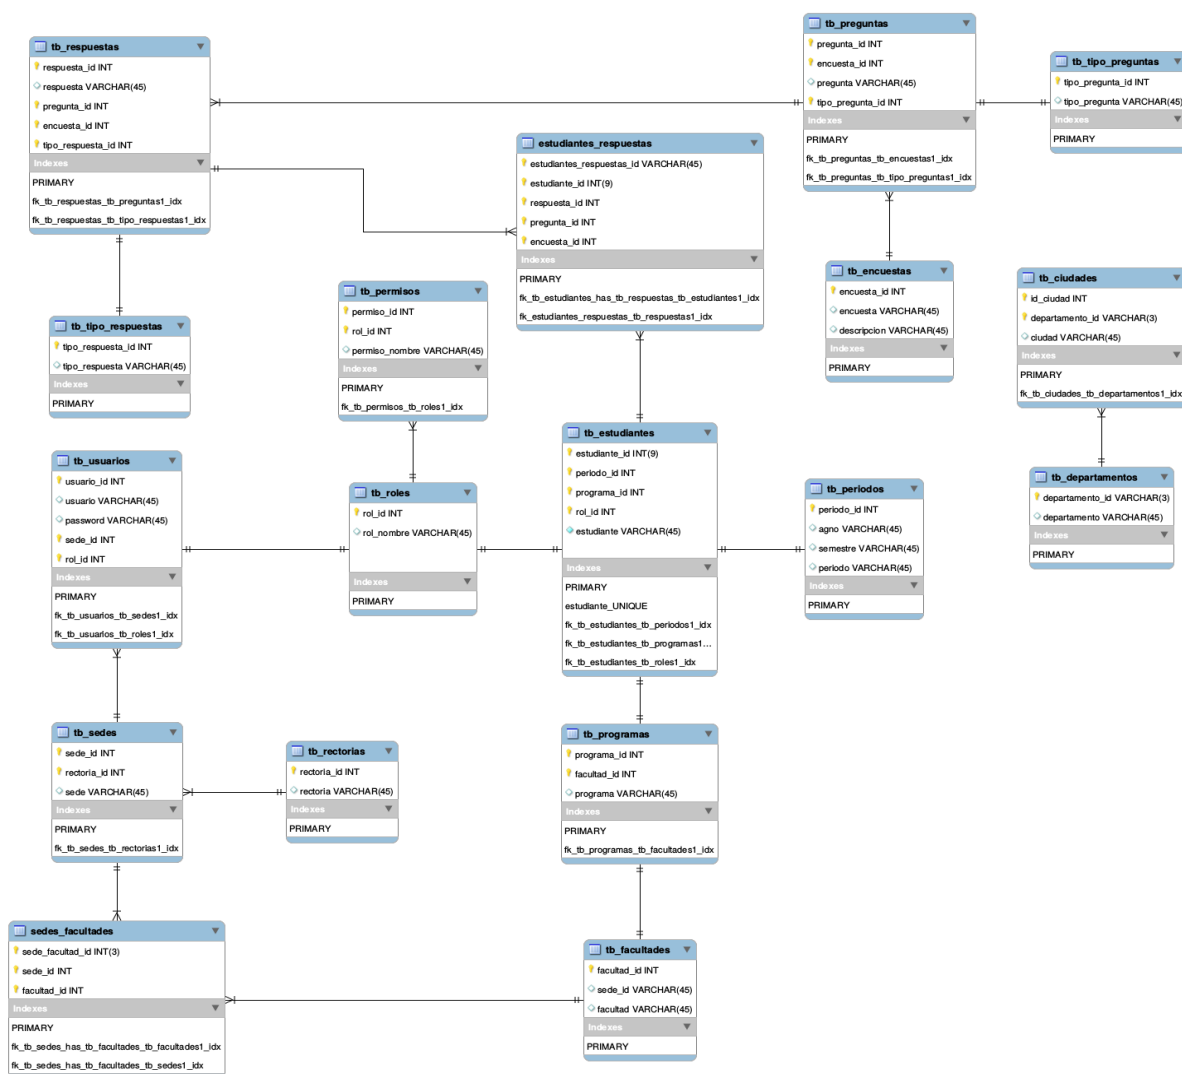 tb_respuestas
respuesta_id INT
respuesta VARCHAR(45)
pregunta_id INT
encuesta_id INT
tipo_respuesta_id INT
Indexes
PRIMARY
fk_tb_respuestas_tb_preguntas1_idx
fk_tb_respuestas_tb_tipo_respuestas1_idx
tb_preguntas
pregunta_id INT
encuesta_id INT
pregunta VARCHAR(45)
tipo_pregunta_id INT
Indexes
PRIMARY
fk_tb_preguntas_tb_encuestas1_idx
fk_tb_preguntas_tb_tipo_preguntas1_idx
tb_tipo_preguntas
tipo_pregunta_id INT
tipo_pregunta VARCHAR(45)
Indexes
PRIMARY
estudiantes_respuestas
estudiantes_respuestas_id VARCHAR(45)
estudiante_id INT(9)
respuesta_id INT
pregunta_id INT
encuesta_id INT
Indexes
PRIMARY
fk_tb_estudiantes_has_tb_respuestas_tb_estudiantes1_idx
fk_estudiantes_respuestas_tb_respuestas1_idx
tb_encuestas
encuesta_id INT
encuesta VARCHAR(45)
descripcion VARCHAR(45)
Indexes
PRIMARY
tb_ciudades
id_ciudad INT
departamento_id VARCHAR(3)
ciudad VARCHAR(45)
Indexes
PRIMARY
fk_tb_ciudades_tb_departamentos1_idx
tb_permisos
permiso_id INT
rol_id INT
permiso_nombre VARCHAR(45)
Indexes
PRIMARY
fk_tb_permisos_tb_roles1_idx
tb_tipo_respuestas
tipo_respuesta_id INT
tipo_respuesta VARCHAR(45)
Indexes
PRIMARY
tb_usuarios
usuario_id INT
usuario VARCHAR(45)
password VARCHAR(45)
sede_id INT
rol_id INT
Indexes
PRIMARY
fk_tb_usuarios_tb_sedes1_idx
fk_tb_usuarios_tb_roles1_idx
tb_roles
rol_id INT
rol_nombre VARCHAR(45)
Indexes
PRIMARY
tb_estudiantes
estudiante_id INT(9)
periodo_id INT
programa_id INT
rol_id INT
estudiante VARCHAR(45)
Indexes
PRIMARY
estudiante_UNIQUE
fk_tb_estudiantes_tb_periodos1_idx
fk_tb_estudiantes_tb_programas1...
fk_tb_estudiantes_tb_roles1_idx
tb_periodos
periodo_id INT
agno VARCHAR(45)
semestre VARCHAR(45)
periodo VARCHAR(45)
Indexes
PRIMARY
tb_departamentos
departamento_id VARCHAR(3)
departamento VARCHAR(45)
Indexes
PRIMARY
tb_sedes
sede_id INT
rectoria_id INT
sede VARCHAR(45)
Indexes
PRIMARY
fk_tb_sedes_tb_rectorias1_idx
tb_rectorias
rectoria_id INT
rectoria VARCHAR(45)
Indexes
PRIMARY
tb_programas
programa_id INT
facultad_id INT
programa VARCHAR(45)
Indexes
PRIMARY
fk_tb_programas_tb_facultades1_idx
sedes_facultades
sede_facultad_id INT(3)
sede_id INT
facultad_id INT
Indexes
PRIMARY
fk_tb_sedes_has_tb_facultades_tb_facultades1_idx
fk_tb_sedes_has_tb_facultades_tb_sedes1_idx
tb_facultades
facultad_id INT
sede_id VARCHAR(45)
facultad VARCHAR(45)
Indexes
PRIMARY